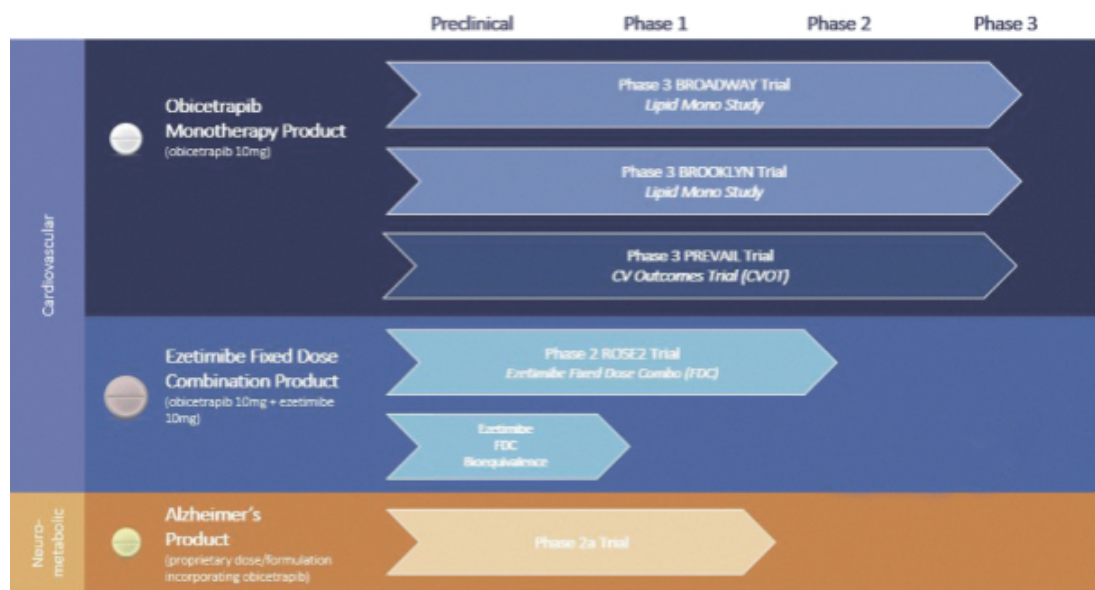 Preclinical Phase 1 Phase 2 Phase 3
Cardiovascular
Obicetrapib
Monotherapy Product
(obicetrapib 10mg)
Phase 3 BROADWAY Trial
Lipid Mono Study
Phase 3 BROOKLYN Trial
Lipid Mono Study
Phase 3 PREVAIL Trial
CV Outcomes Trial (CVOT)
Ezetimibe Fixed Dose
Combination Product
(obicetrapib 10mg + ezetimibe
10mg)
Phase 2 ROSE2 Trial
Ezetimibe Fixed Dose Combo (FDC)
Ezetimibe
FDC
Bioequivalence
Neuro-
metabolic
Alzheimer's
Product
(proprietary dose/formulation
incorporating obicetrapib)
Phase 2a Trial